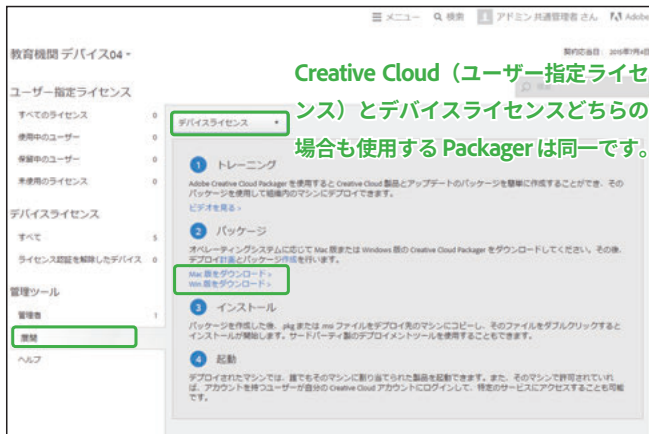 メニュー 検索 アドミン共通管理者 さん Adobe
教育機関 デバイス04
契約応当日: 2015年7月4日
Creative Cloud（ユーザー指定ライセ
ンス）とデバイスライセンスどちらの
場合も使用する Packager は同一です。
ユーザー指定ライセンス
すべてのライセンス 0
使用中のユーザー 0
保留中のユーザー 0
未使用のライセンス 0
デバイスライセンス
すべて 5
ライセンス認証を解除したデバイス 0
管理ツール
管理者 1
展開
ヘルプ
デバイスライセンス
1 トレーニング
Adobe Creative Cloud Packager を使用すると Creative Cloud 製品とアップデートのパッケージを簡単に作成することができ、その
パッケージを使用して組織内のマシンにデプロイできます。
ビデオを見る ›
2 パッケージ
オペレーティングシステムに応じて Mac 版または Windows 版の Creative Cloud Packager をダウンロードしてください。その後、
デプロイ計画とパッケージ作成を行います。
Mac 版をダウンロード ›
Win 版をダウンロード ›
3 インストール
パッケージを作成した後、.pkg または msi ファイルをデプロイ先のマシンにコピーし、そのファイルをダブルクリックすると
インストールが開始します。サードパーティ製のデプロイメントツールを使用することもできます。
4 起動
デプロイされたマシンでは、誰でもそのマシンに割り当てられた製品を起動できます。また、そのマシンで許可されていれ
ば、アカウントを持つユーザーが自分の Creative Cloud アカウントにログインして、特定のサービスにアクセスすることも可能
です。